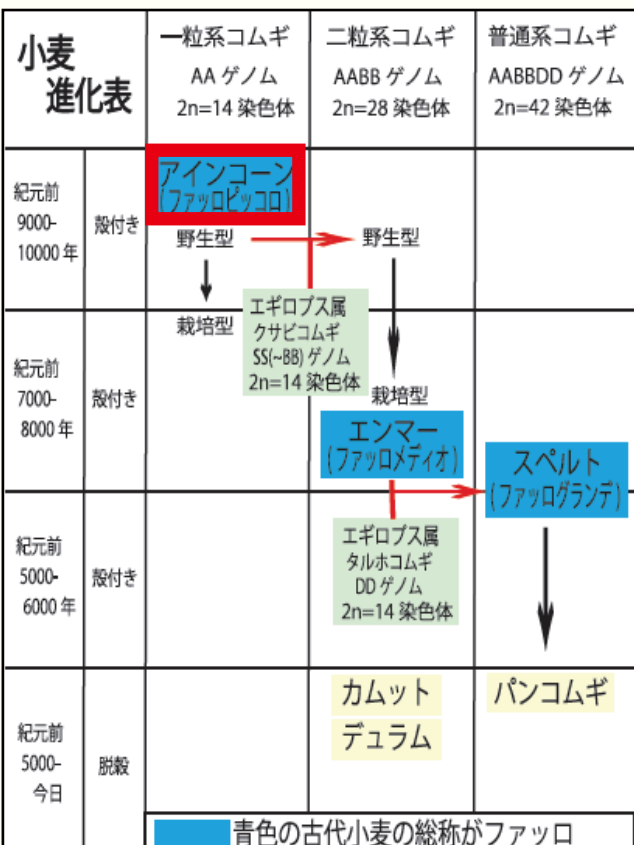 小麦
進化表
一粒系コムギ
AA ゲノム
2n=14 染色体
二粒系コムギ
AABB ゲノム
2n=28 染色体
普通系コムギ
AABBDD ゲノム
2n=42 染色体
紀元前
9000-
10000 年
殻付き
アインコーン
(ファッロピッコロ)
野生型
野生型
栽培型
エギロプス属
クサビコムギ
SS(~BB) ゲノム
2n=14 染色体
紀元前
7000-
8000 年
殻付き
栽培型
エンマー
(ファッロメディオ)
スペルト
(ファッログランデ)
紀元前
5000-
6000 年
殻付き
エギロプス属
タルホコムギ
DD ゲノム
2n=14 染色体
紀元前
5000-
今日
脱穀
カムット
デュラム
パンコムギ
青色の古代小麦の総称がファッロ